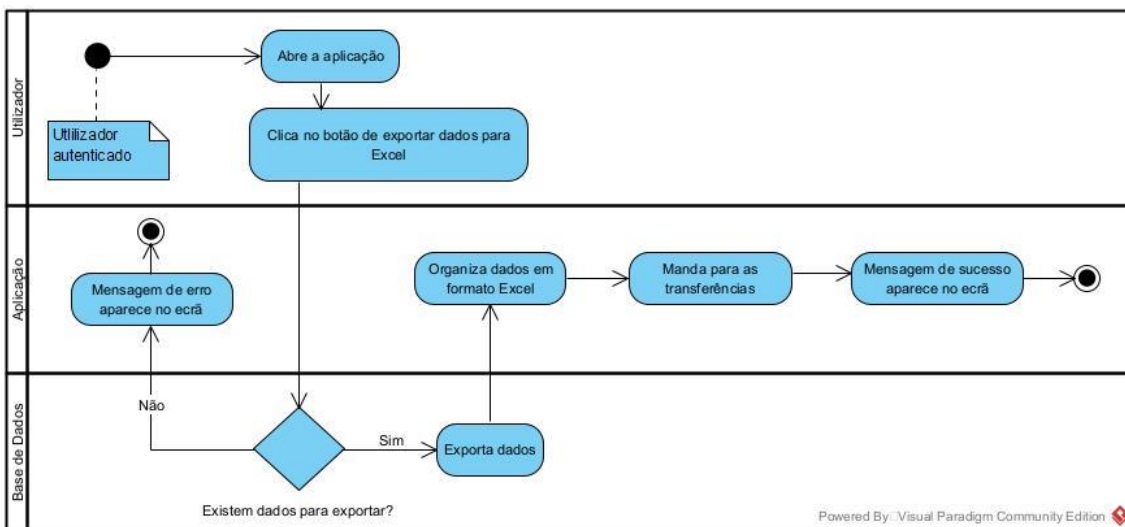 Utilizador
Abre a aplicação
Utlilizador
autenticado
Clica no botão de exportar dados para
Excel
Aplicação
Mensagem de erro
aparece no ecrã
Organiza dados em
formato Excel
Manda para as
transferências
Mensagem de sucesso
aparece no ecrã
Base de Dados
Não
Sim
Exporta dados
Existem dados para exportar?
Powered By Visual Paradigm Community Edition